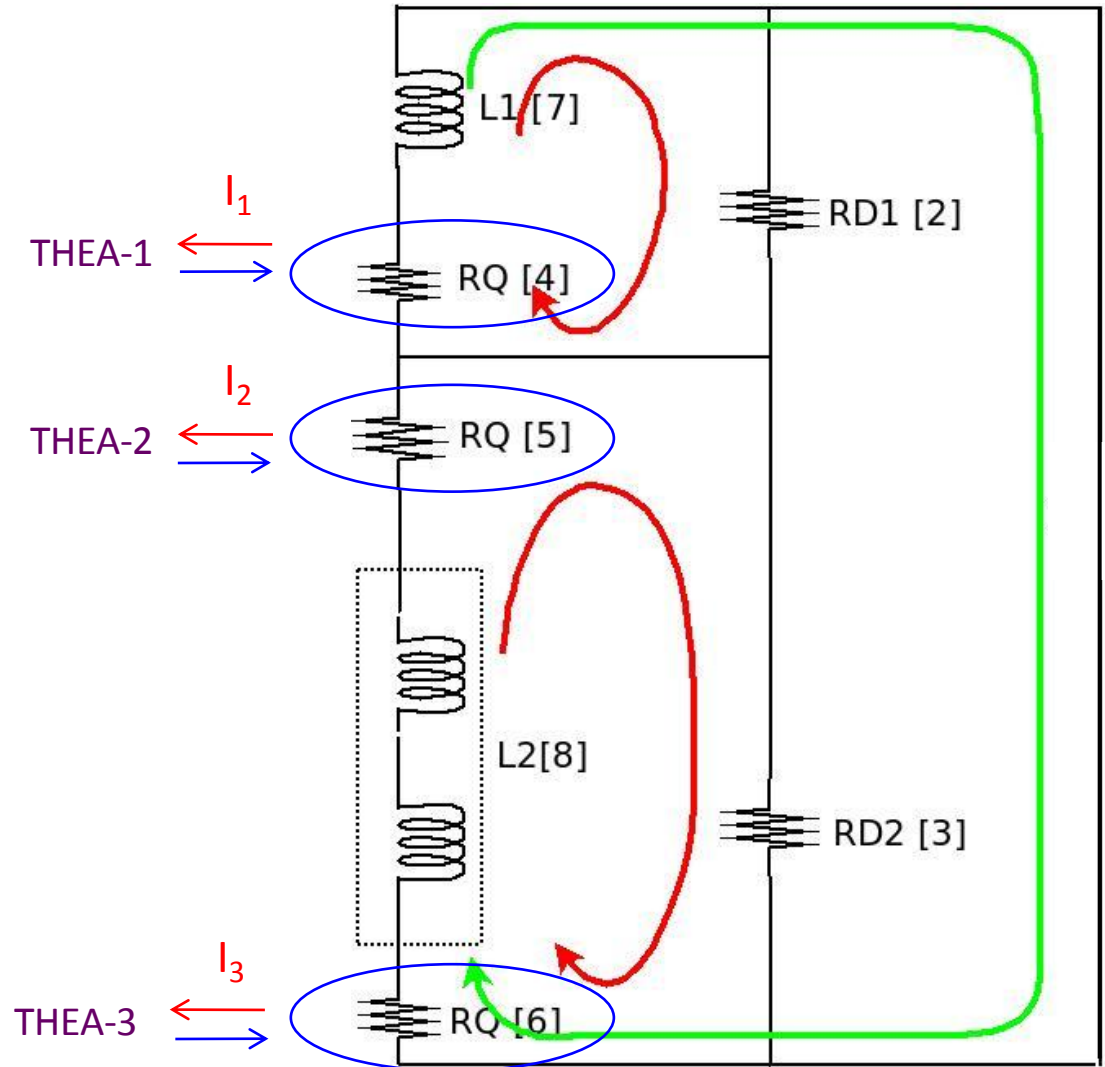 L1 [7]
I1
THEA-1
RD1 [2]
RQ [4]
I2
THEA-2
RQ [5]
L2[8]
RD2 [3]
I3
THEA-3
RQ [6]